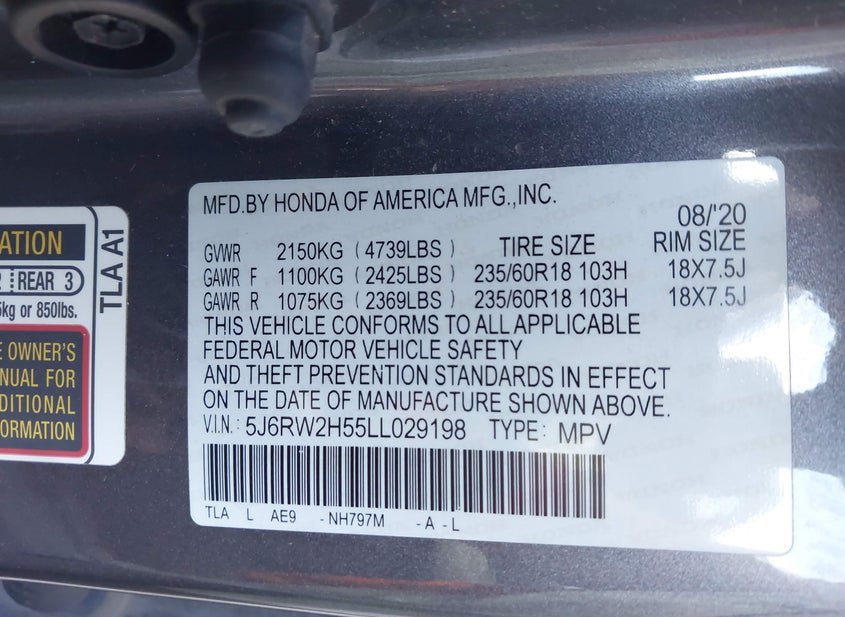 MFD.BY HONDA OF AMERICA MFG.,INC.
08/'20
GVWR 2150KG (4739LBS) TIRE SIZE RIM SIZE
GAWR F 1100KG (2425LBS) 235/60R18 103H 18X7.5J
GAWR R 1075KG (2369LBS) 235/60R18 103H 18X7.5J
THIS VEHICLE CONFORMS TO ALL APPLICABLE
FEDERAL MOTOR VEHICLE SAFETY
AND THEFT PREVENTION STANDARDS IN EFFECT
ON THE DATE OF MANUFACTURE SHOWN ABOVE.
V.I.N: 5J6RW2H55LL029198 TYPE: MPV
TLA L AE9 -NH797M -A-L
ATION
REAR 3
kg or 850lbs.
OWNER'S
NUAL FOR
DITIONAL
ORMATION
TLA A1